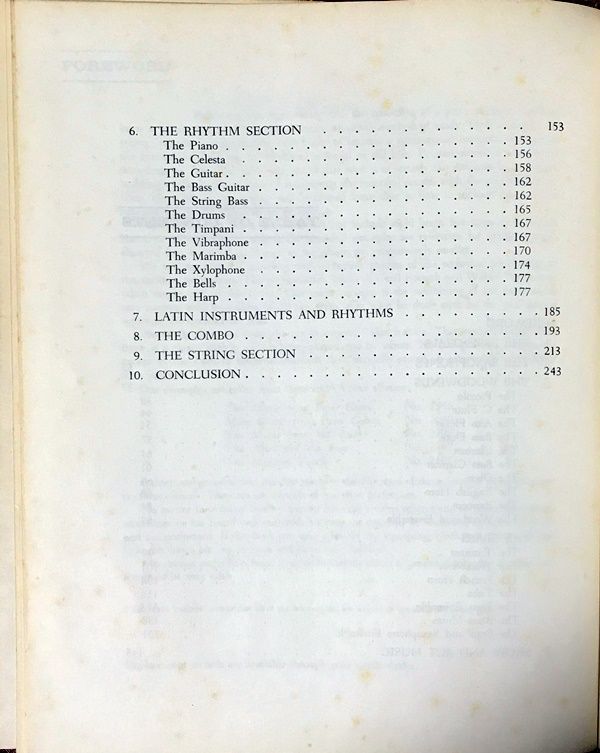 6. THE RHYTHM SECTION . . . . . . . . . . . . . 153
The Piano . . . . . . . . . . . . . . . . . . 153
The Celesta . . . . . . . . . . . . . . . . . 156
The Guitar . . . . . . . . . . . . . . . . . . 158
The Bass Guitar . . . . . . . . . . . . . . . . 162
The String Bass . . . . . . . . . . . . . . . . 162
The Drums . . . . . . . . . . . . . . . . . 165
The Timpani . . . . . . . . . . . . . . . . . 167
The Vibraphone . . . . . . . . . . . . . . . . 167
The Marimba . . . . . . . . . . . . . . . . . 170
The Xylophone . . . . . . . . . . . . . . . . 174
The Bells . . . . . . . . . . . . . . . . . . 177
The Harp . . . . . . . . . . . . . . . . . . 177
7. LATIN INSTRUMENTS AND RHYTHMS . . . . . . . . . 185
8. THE COMBO . . . . . . . . . . . . . . . . . . 193
9. THE STRING SECTION . . . . . . . . . . . . . . . 213
10. CONCLUSION . . . . . . . . . . . . . . . . . . . 243